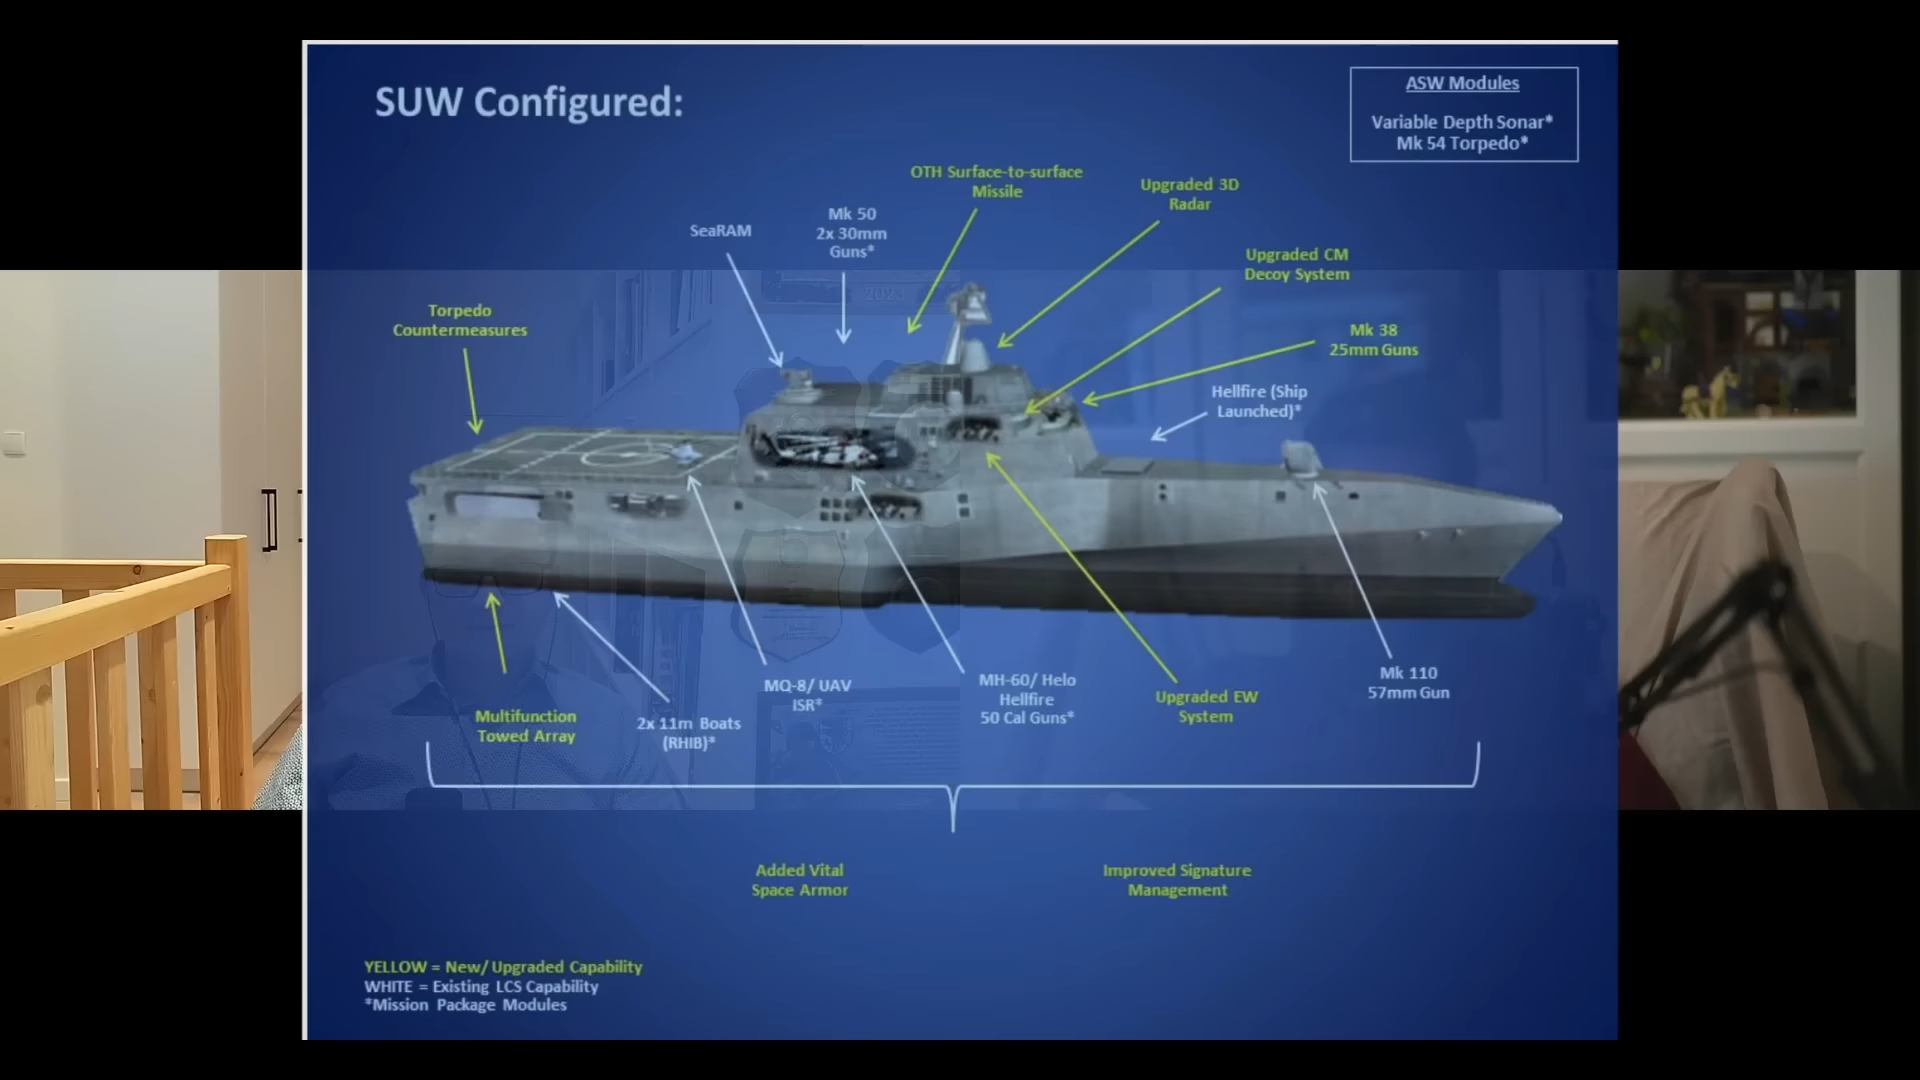 SUW Configured:
ASW Modules
Variable Depth Sonar*
Mk 54 Torpedo*
OTH Surface-to-surface
Missile
Upgraded 3D
Radar
Mk 50
2x 30mm
Guns*
SeaRAM
Upgraded CM
Decoy System
Torpedo
Countermeasures
2023
Mk 38
25mm Guns
Hellfire (Ship
Launched)*
Multifunction
Towed Array
2x 11m Boats
(RHIB)*
MQ-8/ UAV
ISR*
MH-60/ Helo
Hellfire
50 Cal Guns*
Upgraded EW
System
Mk 110
57mm Gun
Added Vital
Space Armor
Improved Signature
Management
YELLOW = New/ Upgraded Capability
WHITE = Existing LCS Capability
*Mission Package Modules